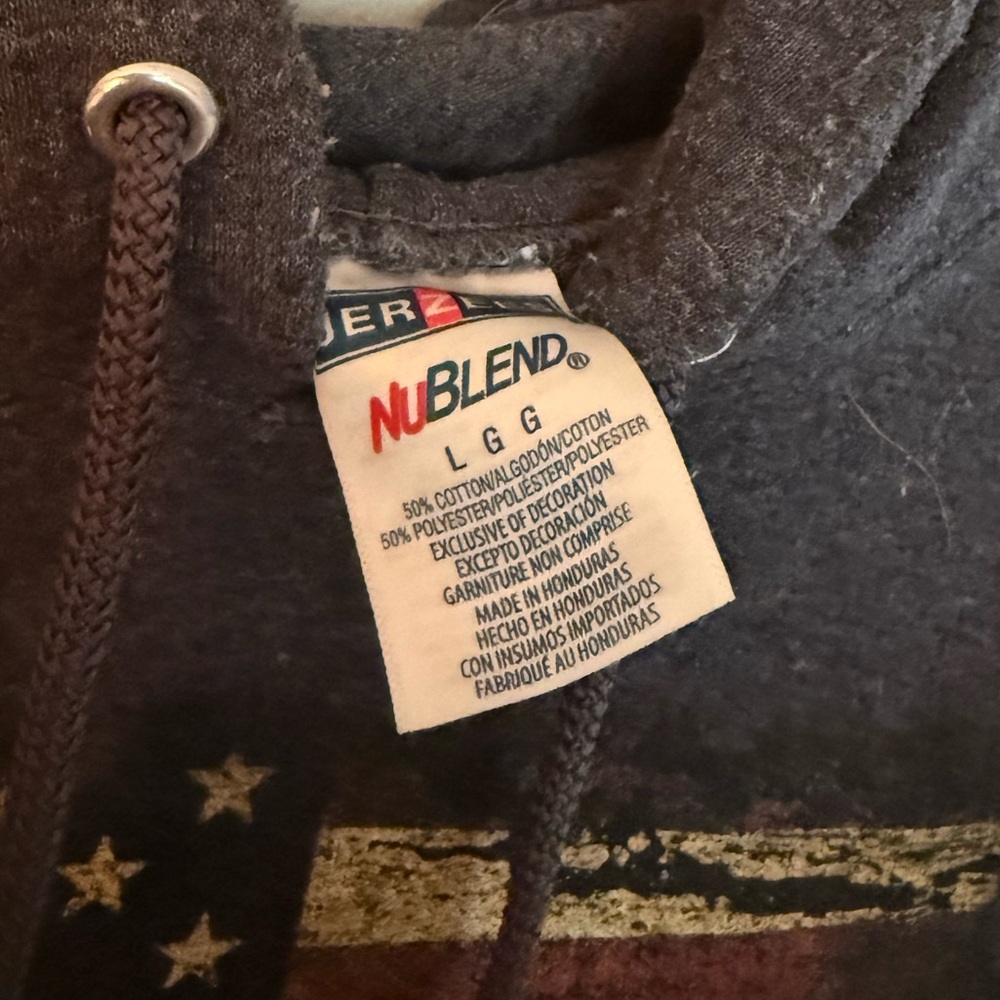 JERZEES
NUBLEND®
L G G
50% COTTON/ALGODÓN/COTON
50% POLYESTER/POLIÉSTER/POLYESTER
EXCLUSIVE OF DECORATION
EXCEPTO DECORACIÓN
GARNITURE NON COMPRISE
MADE IN HONDURAS
HECHO EN HONDURAS
CON INSUMOS IMPORTADOS
FABRIQUÉ AU HONDURAS